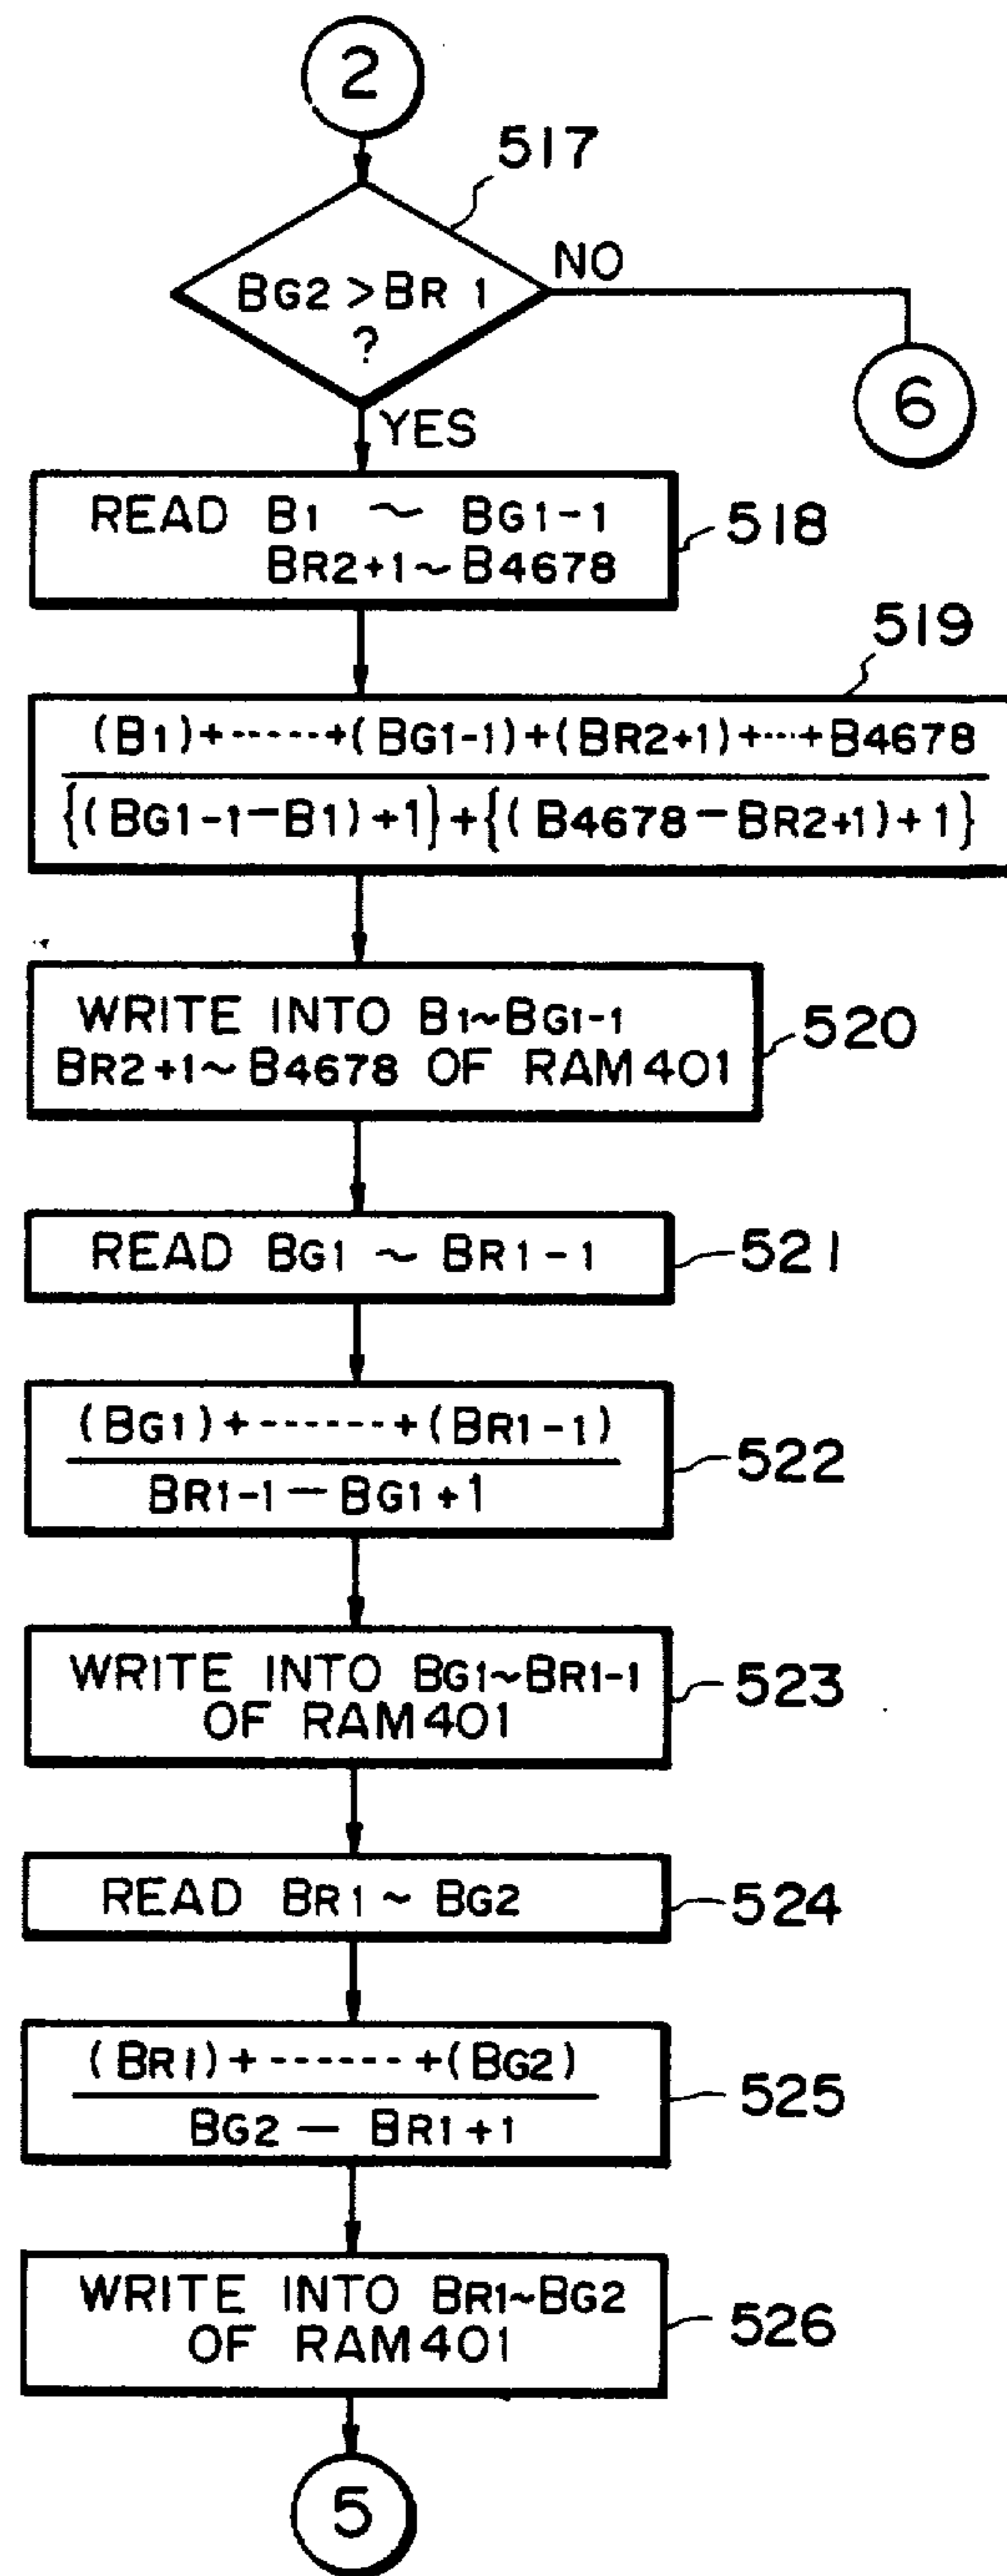 2
517
BG2 > BR1
?
NO
6
YES
READ B1 ~ BG1-1
BR2+1 ~ B4678
518
519
(B1)+-----+(BG1-1)+(BR2+1)+---+B4678
{(BG1-1-B1)+1}+{(B4678-BR2+1)+1}
WRITE INTO B1~BG1-1
BR2+1~B4678 OF RAM401
520
READ BG1 ~ BR1-1
521
(BG1)+------+(BR1-1)
BR1-1-BG1+1
522
WRITE INTO BG1~BR1-1
OF RAM401
523
READ BR1 ~ BG2
524
(BR1)+------+(BG2)
BG2 - BR1+1
525
WRITE INTO BR1~BG2
OF RAM401
526
5